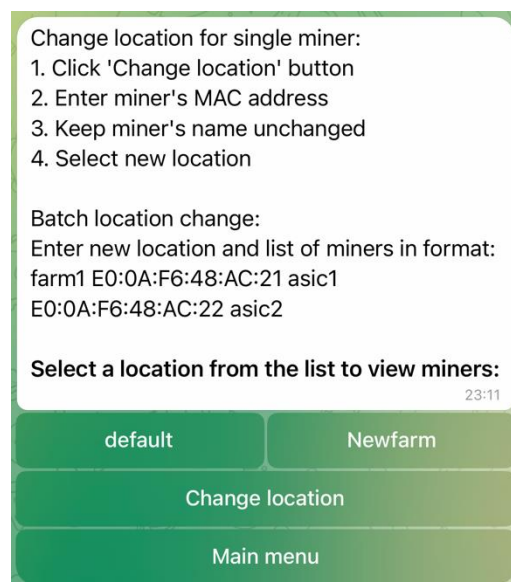 Change location for single miner:
1. Click 'Change location' button
2. Enter miner's MAC address
3. Keep miner's name unchanged
4. Select new location
Batch location change:
Enter new location and list of miners in format:
farm1 E0:0A:F6:48:AC:21 asic1
E0:0A:F6:48:AC:22 asic2
Select a location from the list to view miners:
23:11
default
Newfarm
Change location
Main menu